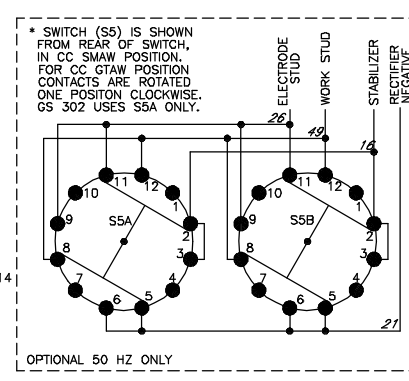 * SWITCH (S5) IS SHOWN
FROM REAR OF SWITCH,
IN CC SMAW POSITION.
FOR CC GTAW POSITION
CONTACTS ARE ROTATED
ONE POSITON CLOCKWISE.
GS 302 USES S5A ONLY.
ELECTRODE
STUD
WORK STUD
STABILIZER
RECTIFIER
NEGATIVE
26
49
16
11
12
10
1
9
2
S5A
8
3
7
4
6
5
11
12
10
1
9
2
S5B
8
3
7
4
6
5
14
21
OPTIONAL 50 HZ ONLY